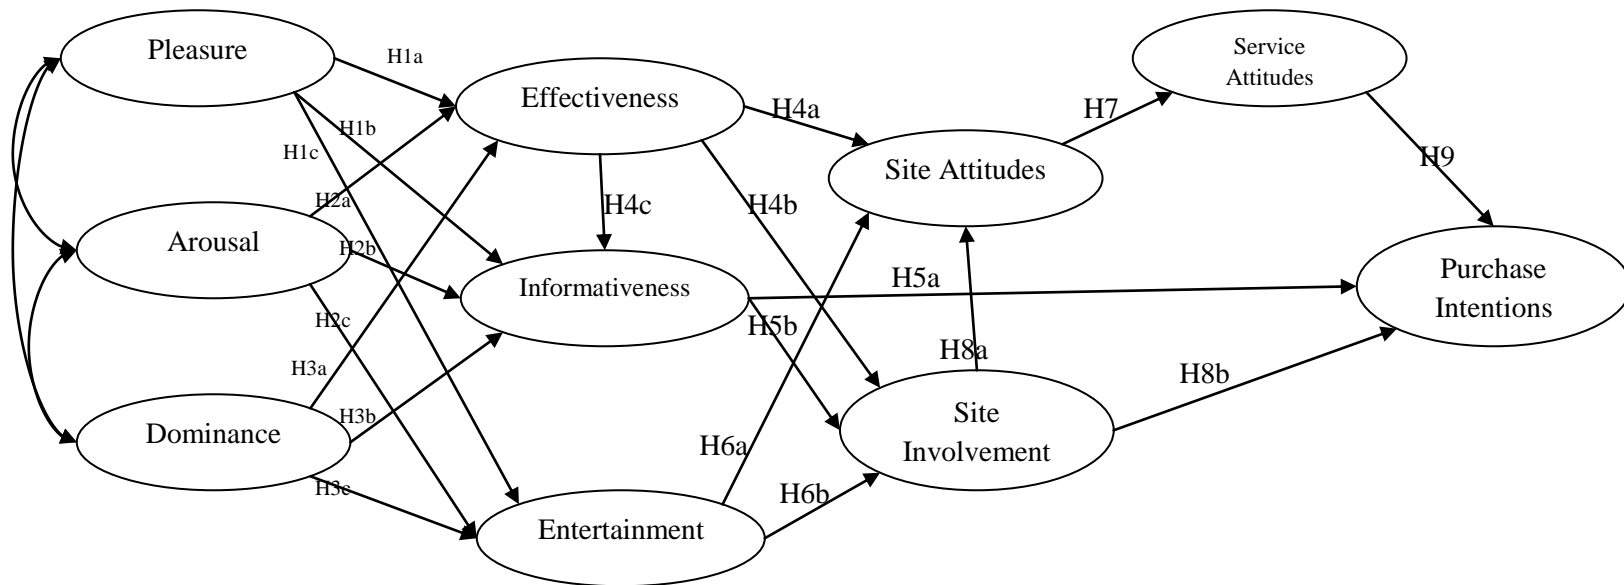 Pleasure
H1a
Effectiveness
H1b
H1c
H2a
Arousal
H2b
H4c
Informativeness
H2c
H3a
Dominance
H3b
H3c
Entertainment
H4a
Site Attitudes
H4b
H5a
H5b
H8a
Site
Involvement
H6a
H6b
H7
Service
Attitudes
H9
Purchase
Intentions
H8b